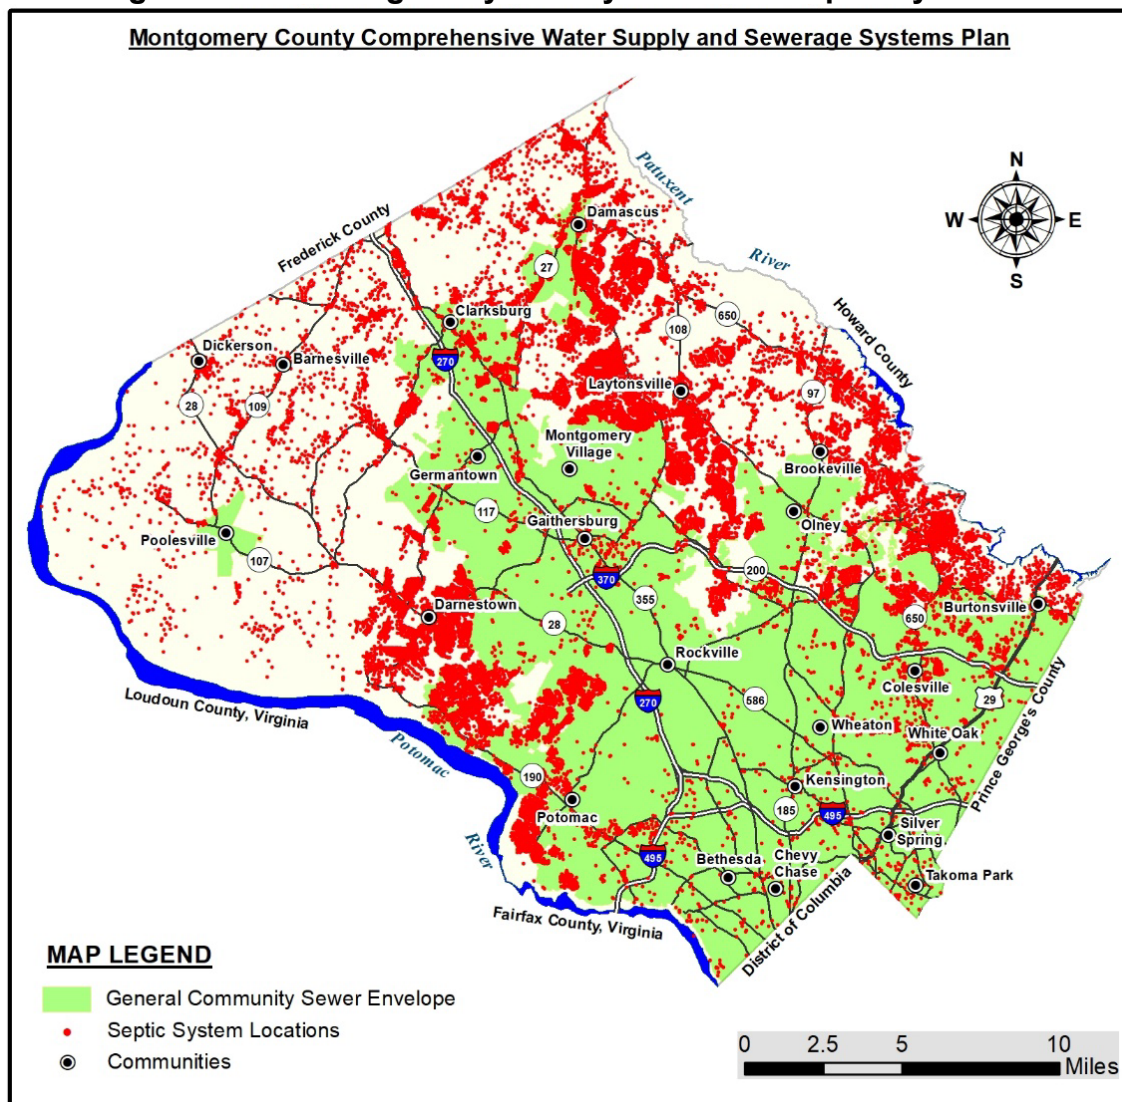 Montgomery County Comprehensive Water Supply and Sewerage Systems Plan
Patuxent
River
N
W
E
S
Frederick County
Damascus
27
Howard County
Clarksburg
650
108
270
Dickerson
Barnesville
Laytonsville
97
28
109
Montgomery
Village
Brookeville
Germantown
117
Gaithersburg
Olney
Poolesville
107
370
200
355
Darnestown
28
Burtonsville
650
Rockville
Colesville
Loudoun County, Virginia
270
586
29
Prince George's County
Wheaton
White Oak
Potomac
River
190
Kensington
185
495
Potomac
Silver
Spring
495
Bethesda
Chevy
Chase
Takoma Park
District of Columbia
Fairfax County, Virginia
MAP LEGEND
General Community Sewer Envelope
Septic System Locations
Communities
0 2.5 5 10
Miles